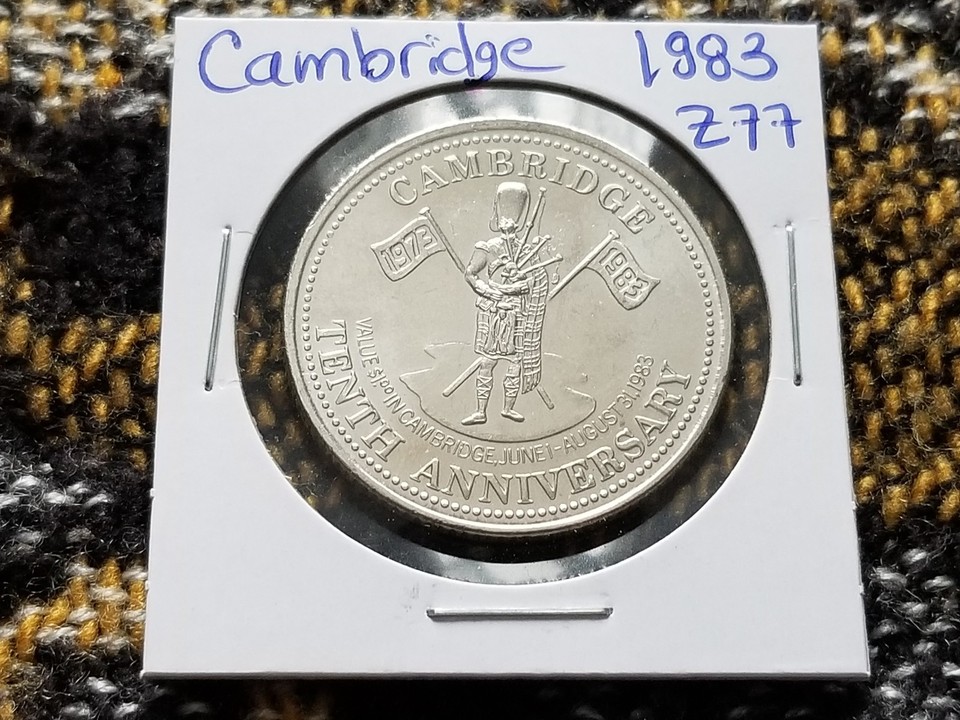 Cambridge 1983
Z77
CAMBRIDGE
1973
1983
VALUE $1.00 IN CAMBRIDGE, JUNE 1-AUGUST 31, 1983
TENTH ANNIVERSARY